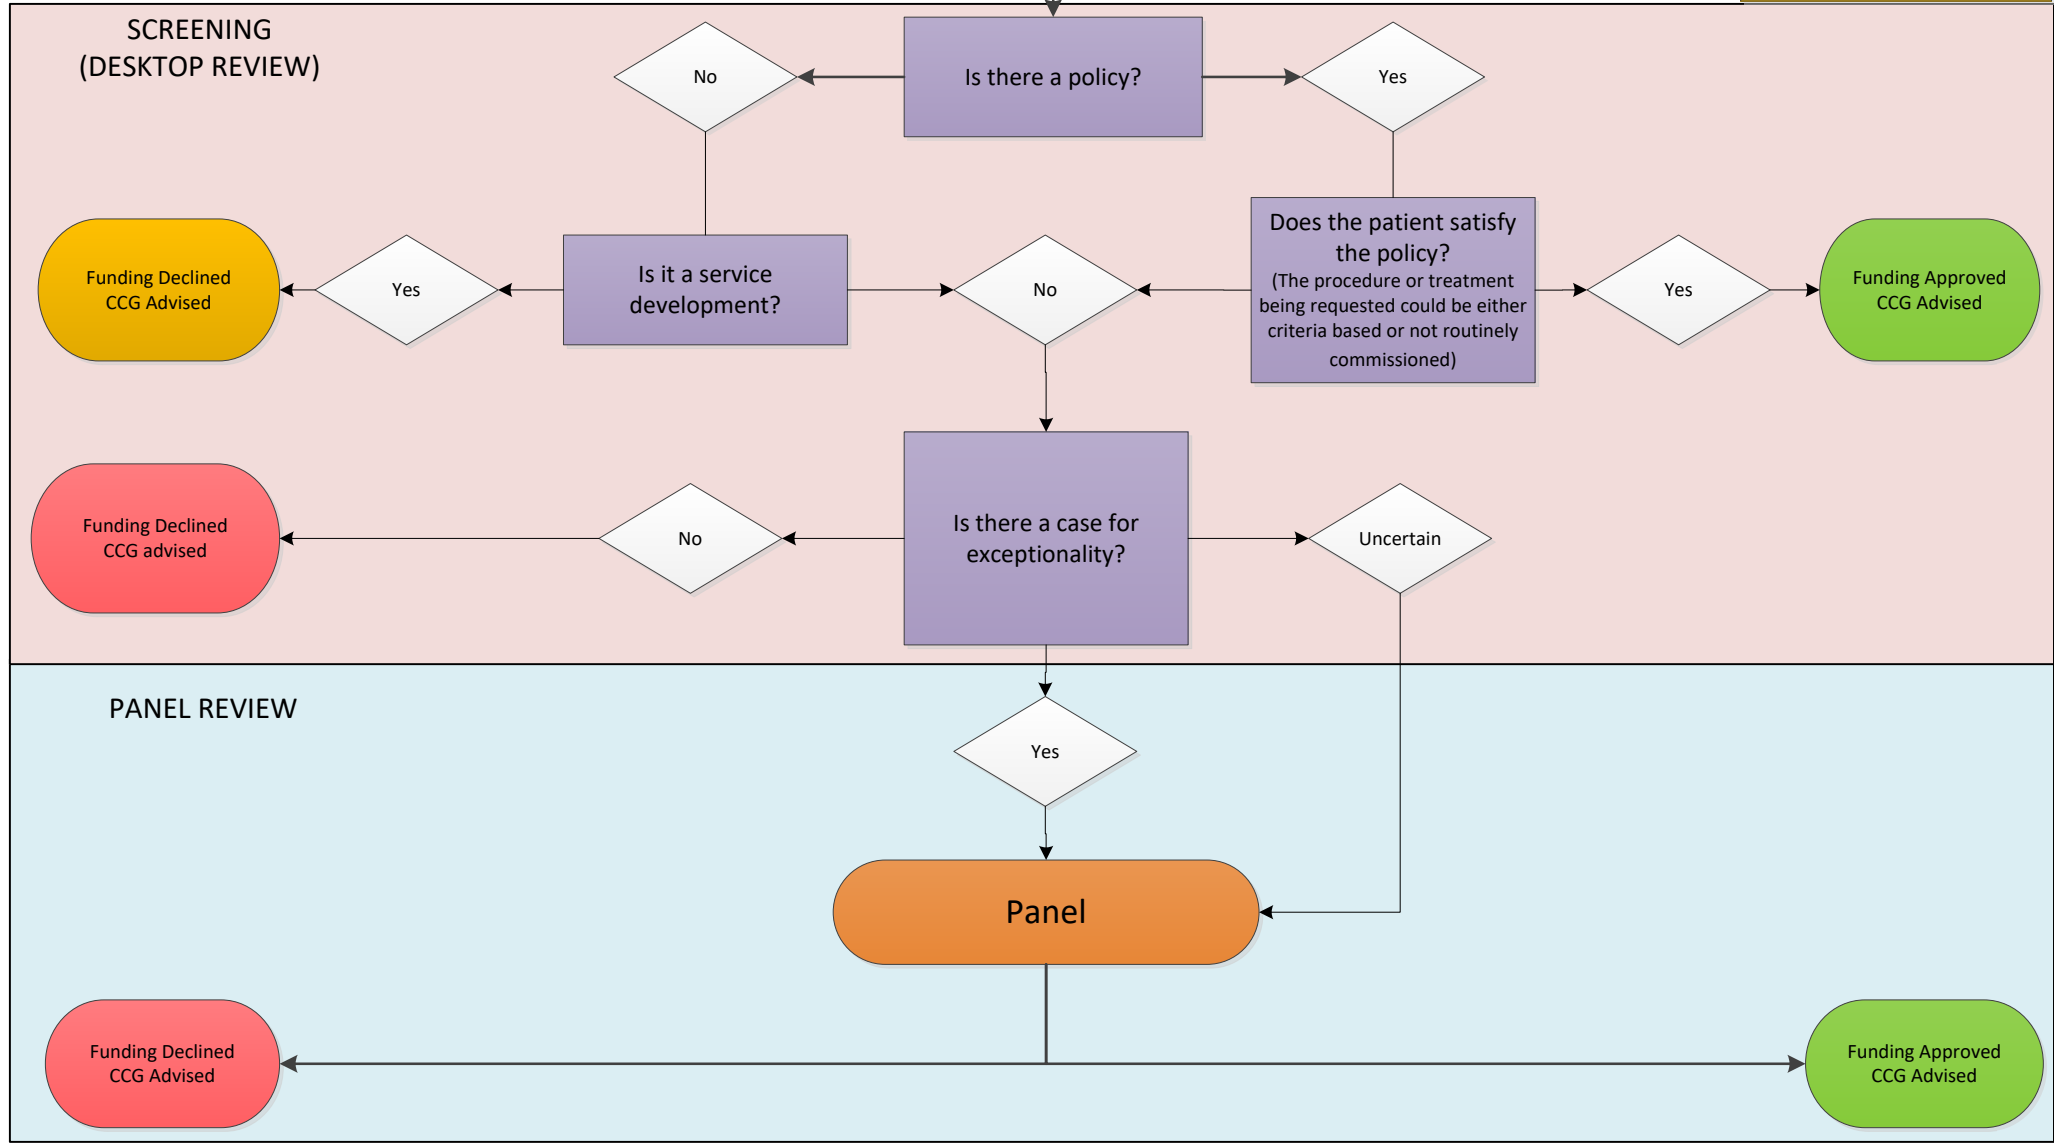 SCREENING
(DESKTOP REVIEW)
No
Is there a policy?
Yes
Funding Declined
CCG Advised
Yes
Is it a service
development?
No
Does the patient satisfy
the policy?
(The procedure or treatment
being requested could be either
criteria based or not routinely
commissioned)
Yes
Funding Approved
CCG Advised
Funding Declined
CCG advised
No
Is there a case for
exceptionality?
Uncertain
PANEL REVIEW
Yes
Panel
Funding Declined
CCG Advised
Funding Approved
CCG Advised